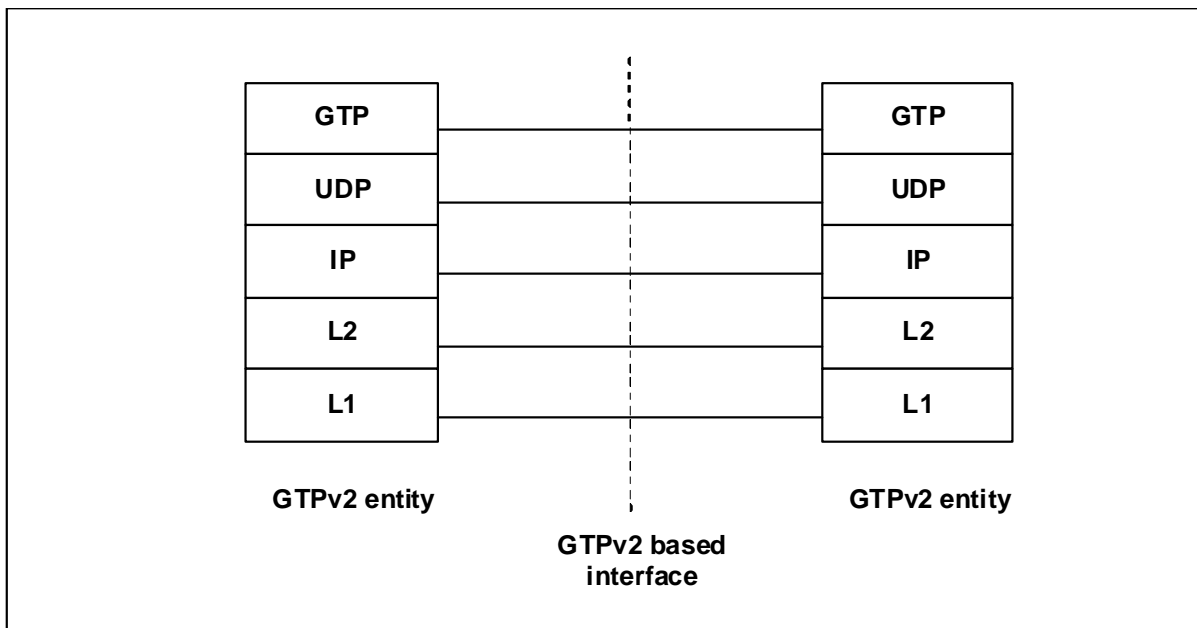 GTP
GTP
UDP
UDP
IP
IP
L2
L2
L1
L1
GTPv2 entity
GTPv2 entity
GTPv2 based
interface